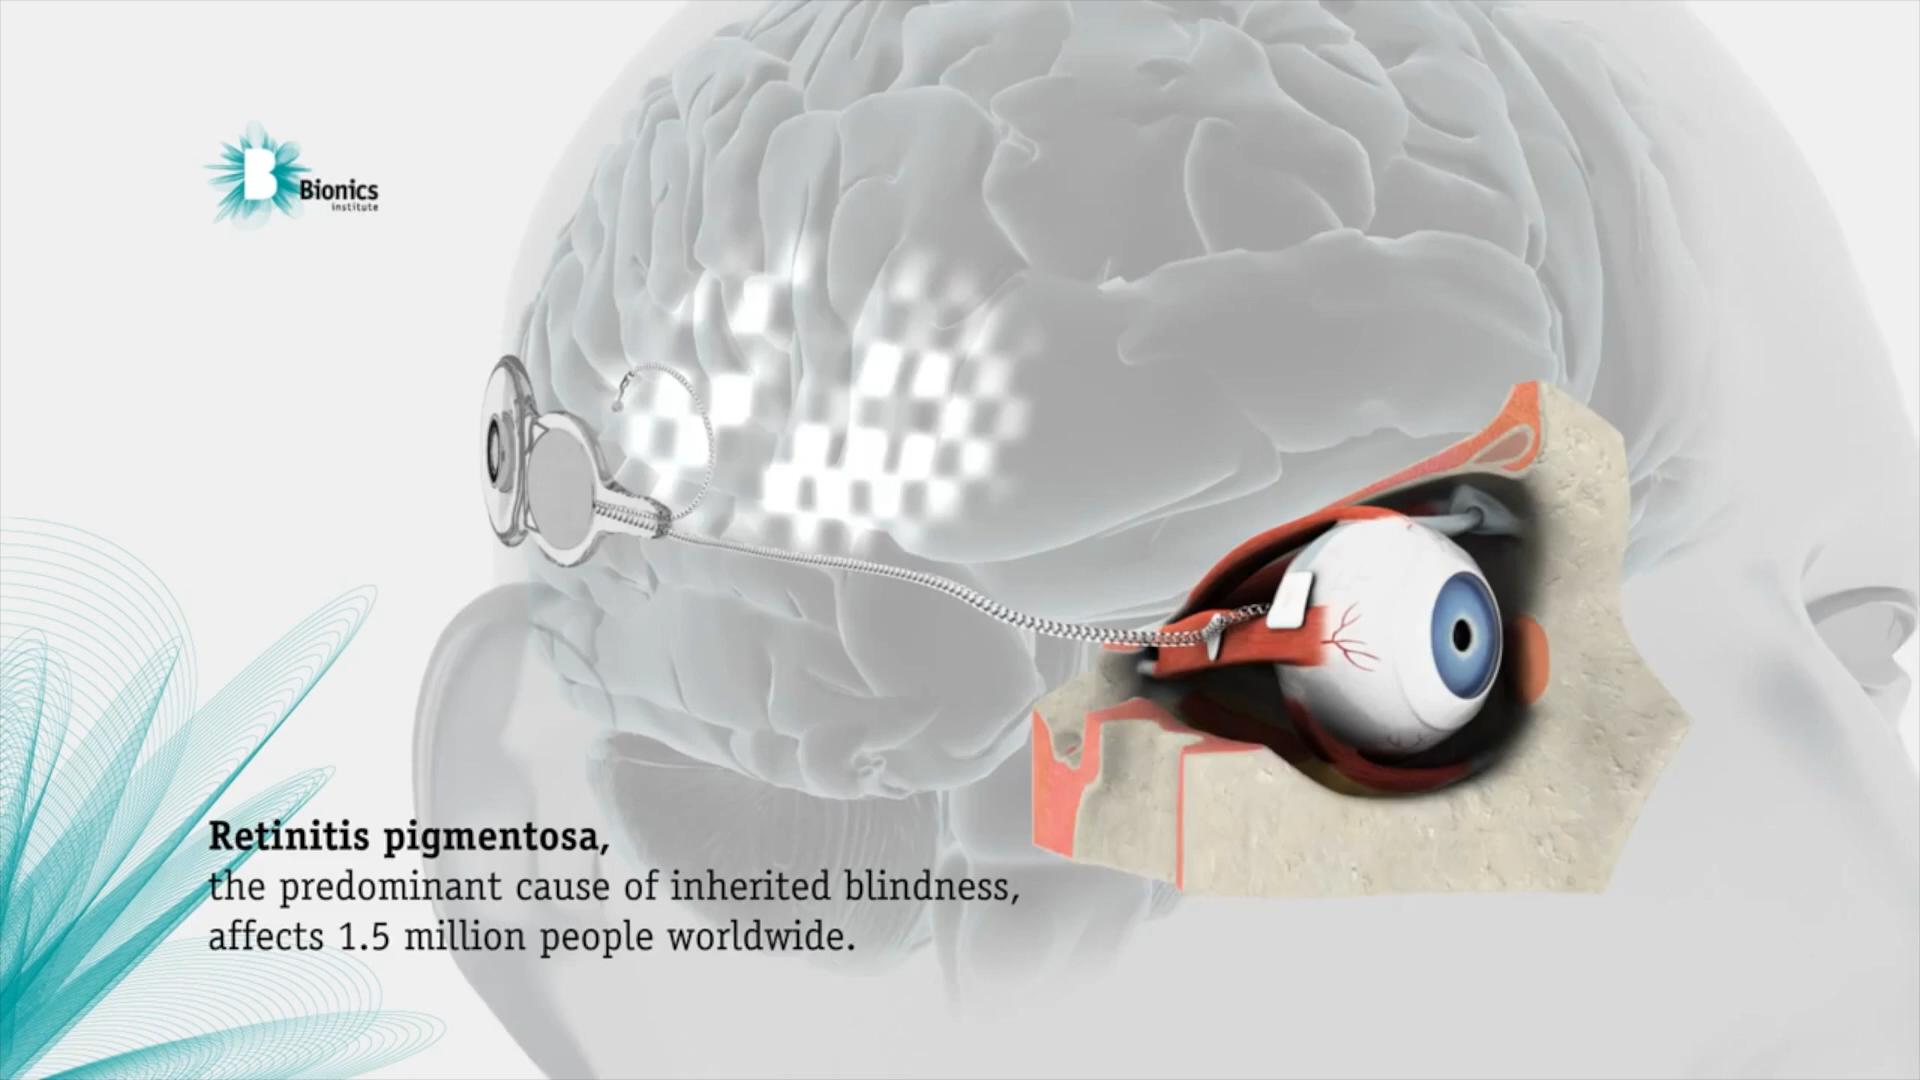 B
Bionics
institute
Retinitis pigmentosa,
the predominant cause of inherited blindness,
affects 1.5 million people worldwide.